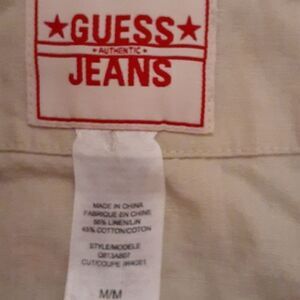 ★GUESS★
AUTHENTIC
JEANS
MADE IN CHINA
FABRIQUE EN CHINE
55% LINEN/LIN
45% COTTON/COTON
STYLE/MODELE
CUT/COUPE
M/M